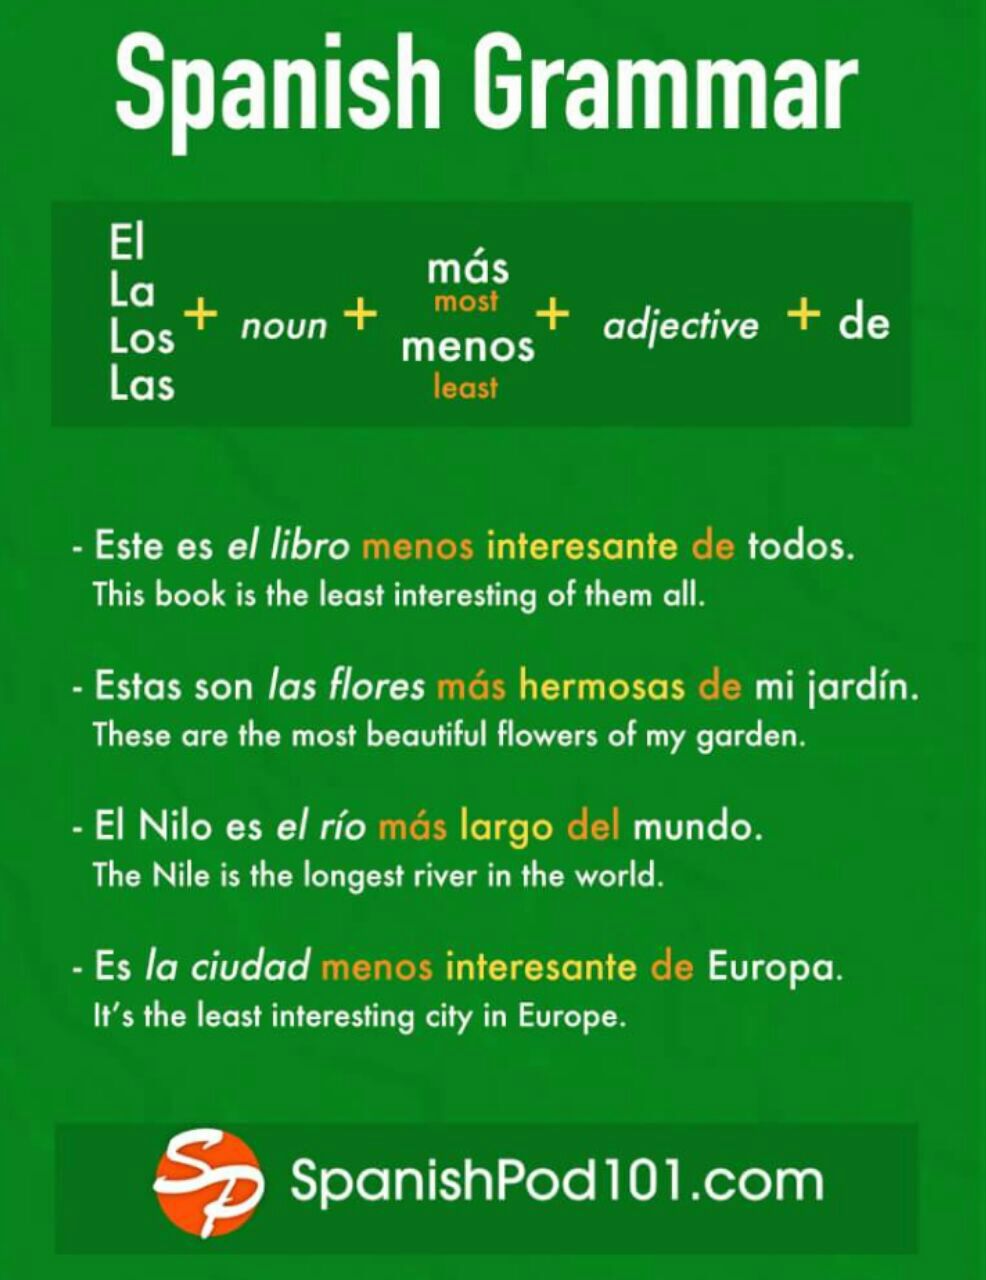 Spanish Grammar
El
La
Los
Las
+ noun +
más
most
menos
least
+ adjective + de
- Este es el libro menos interesante de todos.
This book is the least interesting of them all.
- Estas son las flores más hermosas de mi jardín.
These are the most beautiful flowers of my garden.
- El Nilo es el río más largo del mundo.
The Nile is the longest river in the world.
- Es la ciudad menos interesante de Europa.
It's the least interesting city in Europe.
SP SpanishPod101.com